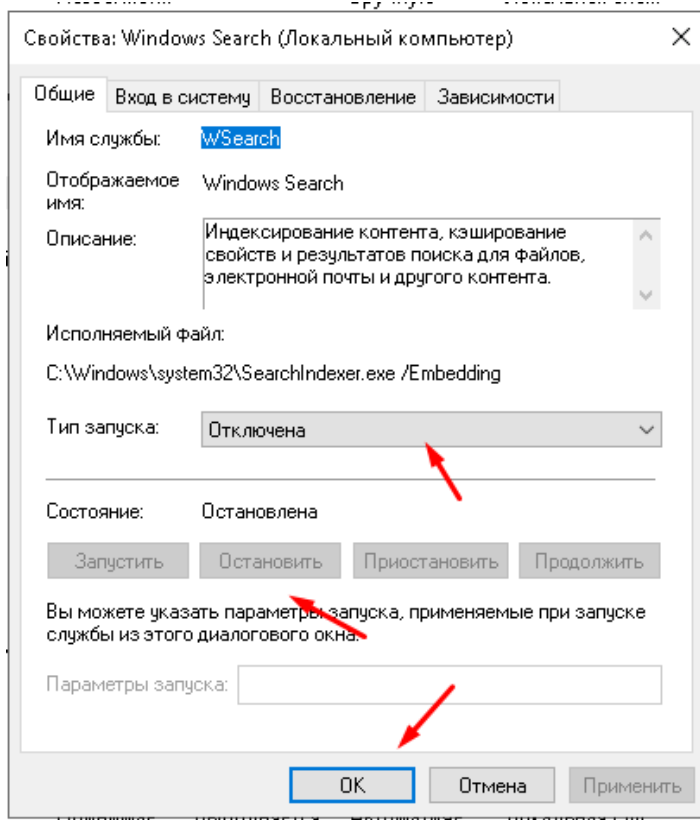 Свойства: Windows Search (Локальный компьютер)
Общие Вход в систему Восстановление Зависимости
Имя службы: WSearch
Отображаемое имя: Windows Search
Описание: Индексирование контента, кэширование
свойств и результатов поиска для файлов,
электронной почты и другого контента.
Исполняемый файл:
C:\Windows\system32\SearchIndexer.exe /Embedding
Тип запуска: Отключена
Состояние: Остановлена
Запустить Остановить Приостановить Продолжить
Вы можете указать параметры запуска, применяемые при запуске
службы из этого диалогового окна.
Параметры запуска:
OK Отмена Применить